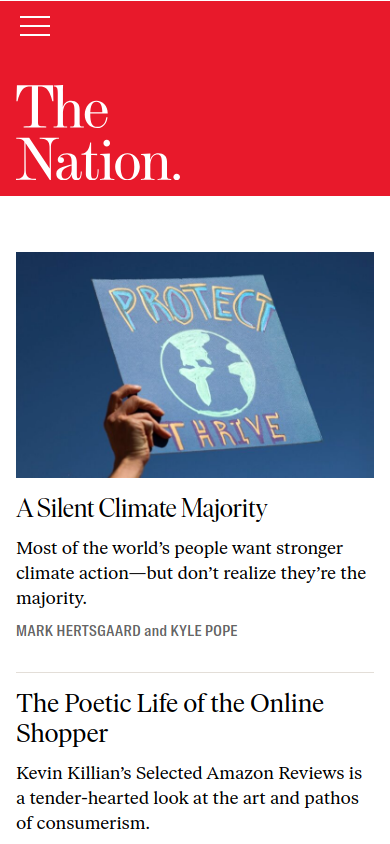 The
Nation.
PROTECT
THRIVE
A Silent Climate Majority
Most of the world’s people want stronger
climate action—but don’t realize they’re the
majority.
MARK HERTSGAARD and KYLE POPE
The Poetic Life of the Online
Shopper
Kevin Killian’s Selected Amazon Reviews is
a tender-hearted look at the art and pathos
of consumerism.